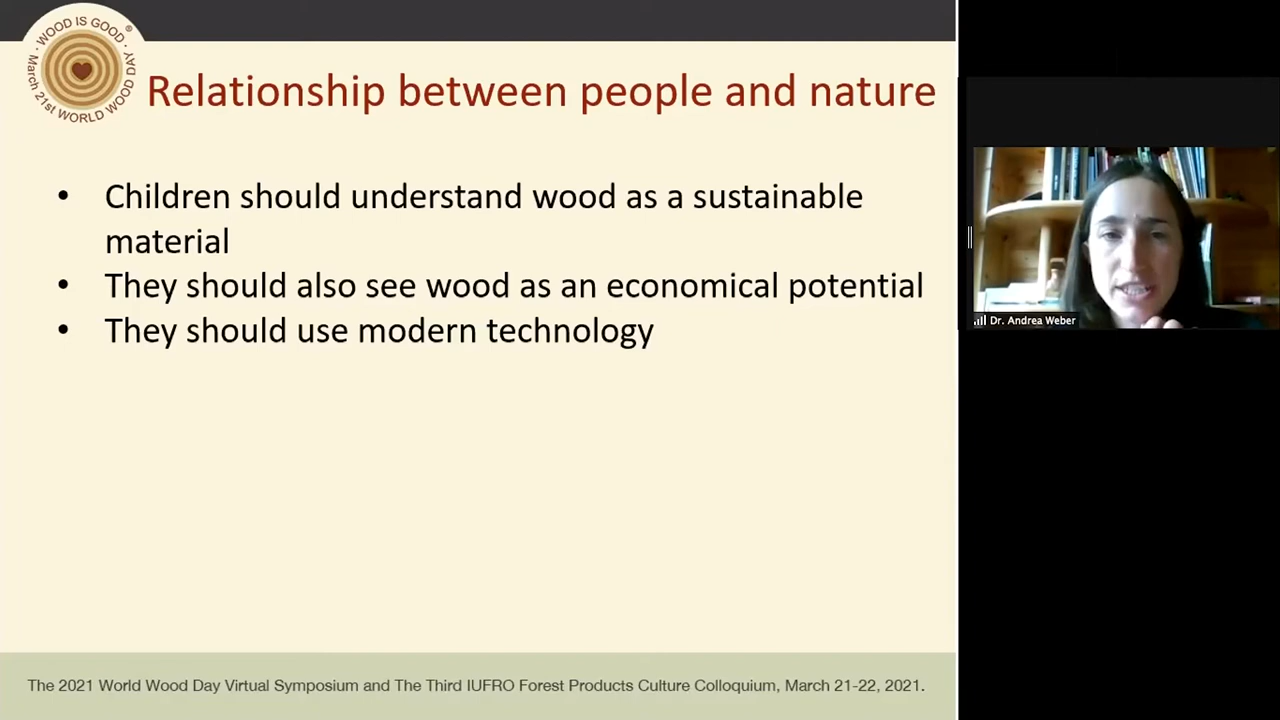 · WOOD IS GOOD ·
®
March 21st WORLD WOOD DAY
Relationship between people and nature
• Children should understand wood as a sustainable
material
• They should also see wood as an economical potential
• They should use modern technology
Dr. Andrea Weber
The 2021 World Wood Day Virtual Symposium and The Third IUFRO Forest Products Culture Colloquium, March 21-22, 2021.